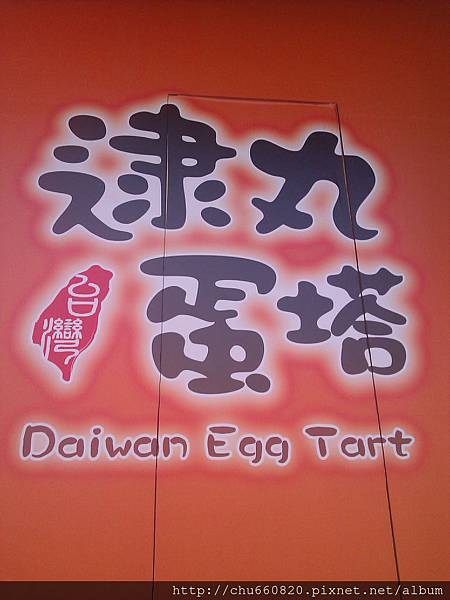 逮丸
台灣
蛋塔
Daiwan Egg Tart
http://chu660820.pixnet.net/album